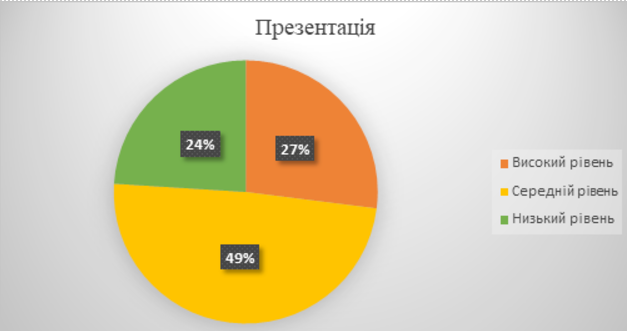 Презентація
24%
27%
49%
Високий рівень
Середній рівень
Низький рівень